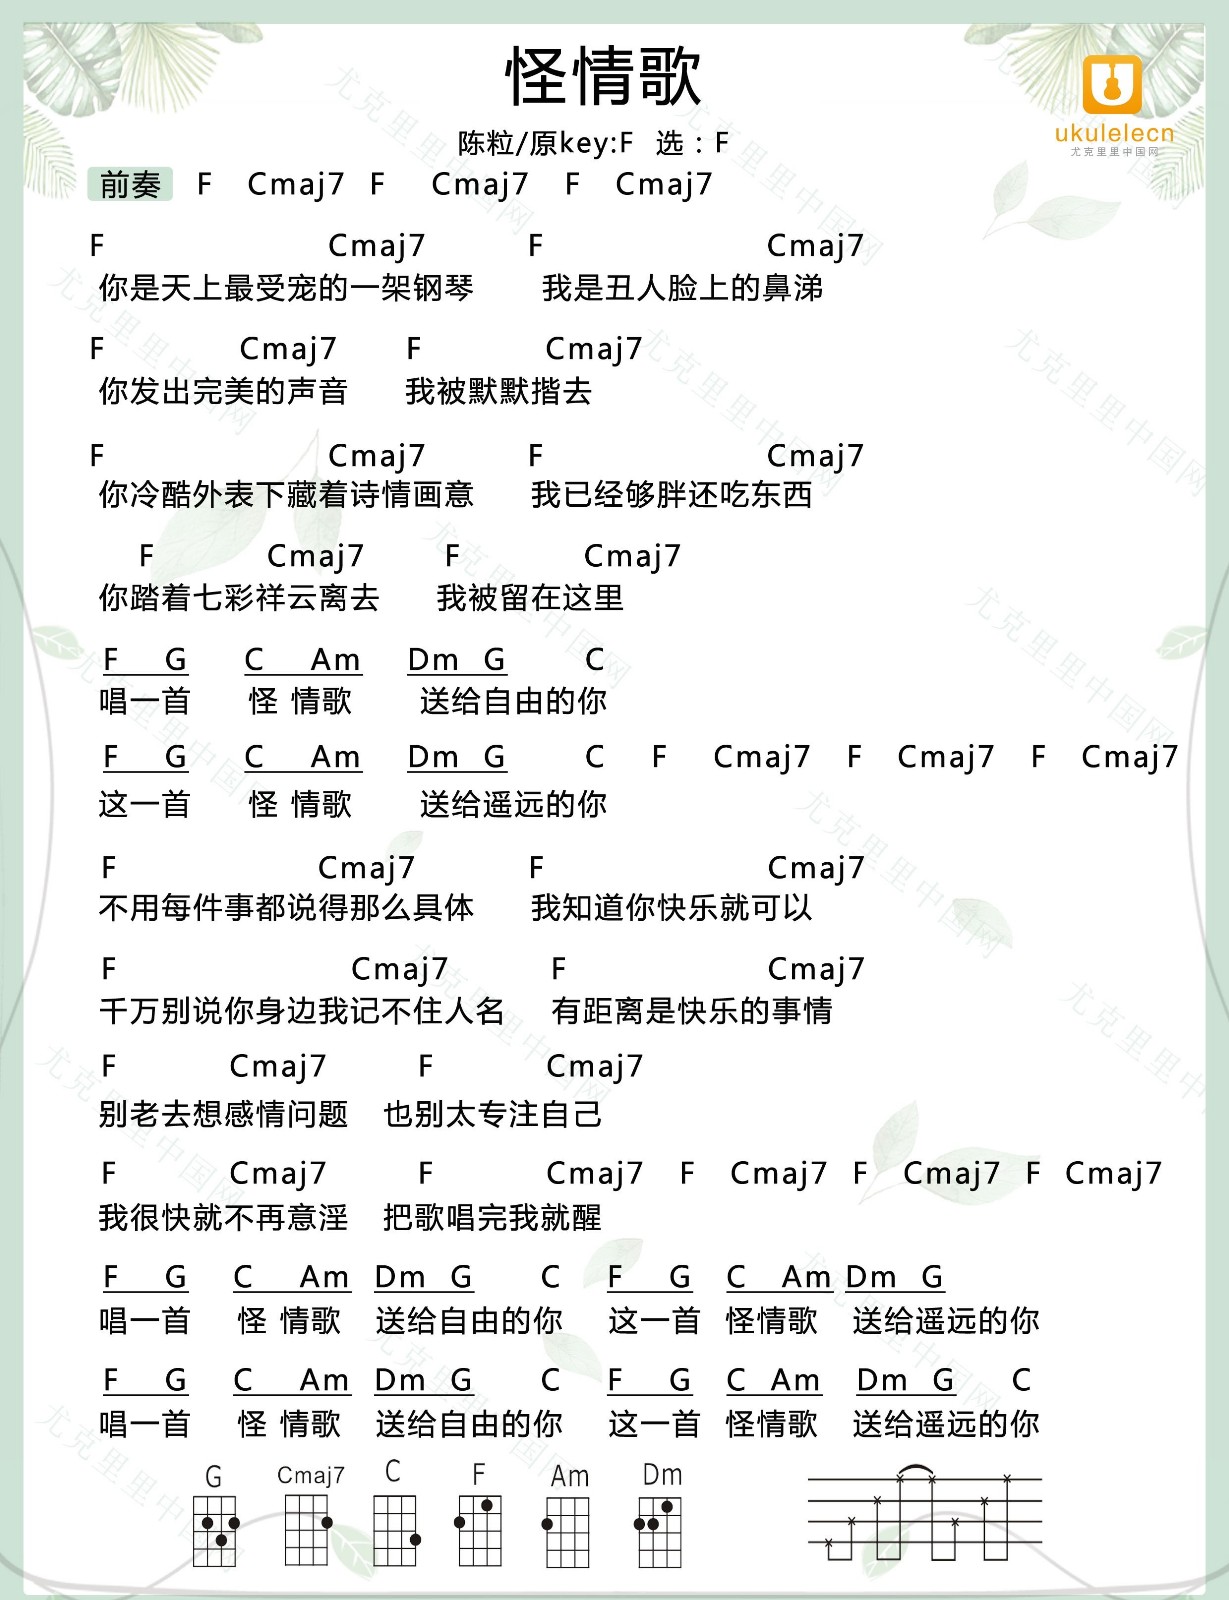 怪情歌
ukulelecn
尤克里里中国网
陈粒/原key:F 选：F
前奏 F Cmaj7 F Cmaj7 F Cmaj7
F Cmaj7 F Cmaj7
你是天上最受宠的一架钢琴 我是丑人脸上的鼻涕
F Cmaj7 F Cmaj7
你发出完美的声音 我被默默揩去
F Cmaj7 F Cmaj7
你冷酷外表下藏着诗情画意 我已经够胖还吃东西
F Cmaj7 F Cmaj7
你踏着七彩祥云离去 我被留在这里
F G C Am Dm G C
唱一首 怪 情歌 送给自由的你
F G C Am Dm G C F Cmaj7 F Cmaj7 F Cmaj7
这一首 怪 情歌 送给遥远的你
F Cmaj7 F Cmaj7
不用每件事都说得那么具体 我知道你快乐就可以
F Cmaj7 F Cmaj7
千万别说你身边我记不住人名 有距离是快乐的事情
F Cmaj7 F Cmaj7
别老去想感情问题 也别太专注自己
F Cmaj7 F Cmaj7 F Cmaj7 F Cmaj7 F Cmaj7
我很快就不再意淫 把歌唱完我就醒
F G C Am Dm G C F G C Am Dm G
唱一首 怪 情歌 送给自由的你 这一首 怪情歌 送给遥远的你
F G C Am Dm G C F G C Am Dm G C
唱一首 怪 情歌 送给自由的你 这一首 怪情歌 送给遥远的你
G Cmaj7 C F Am Dm